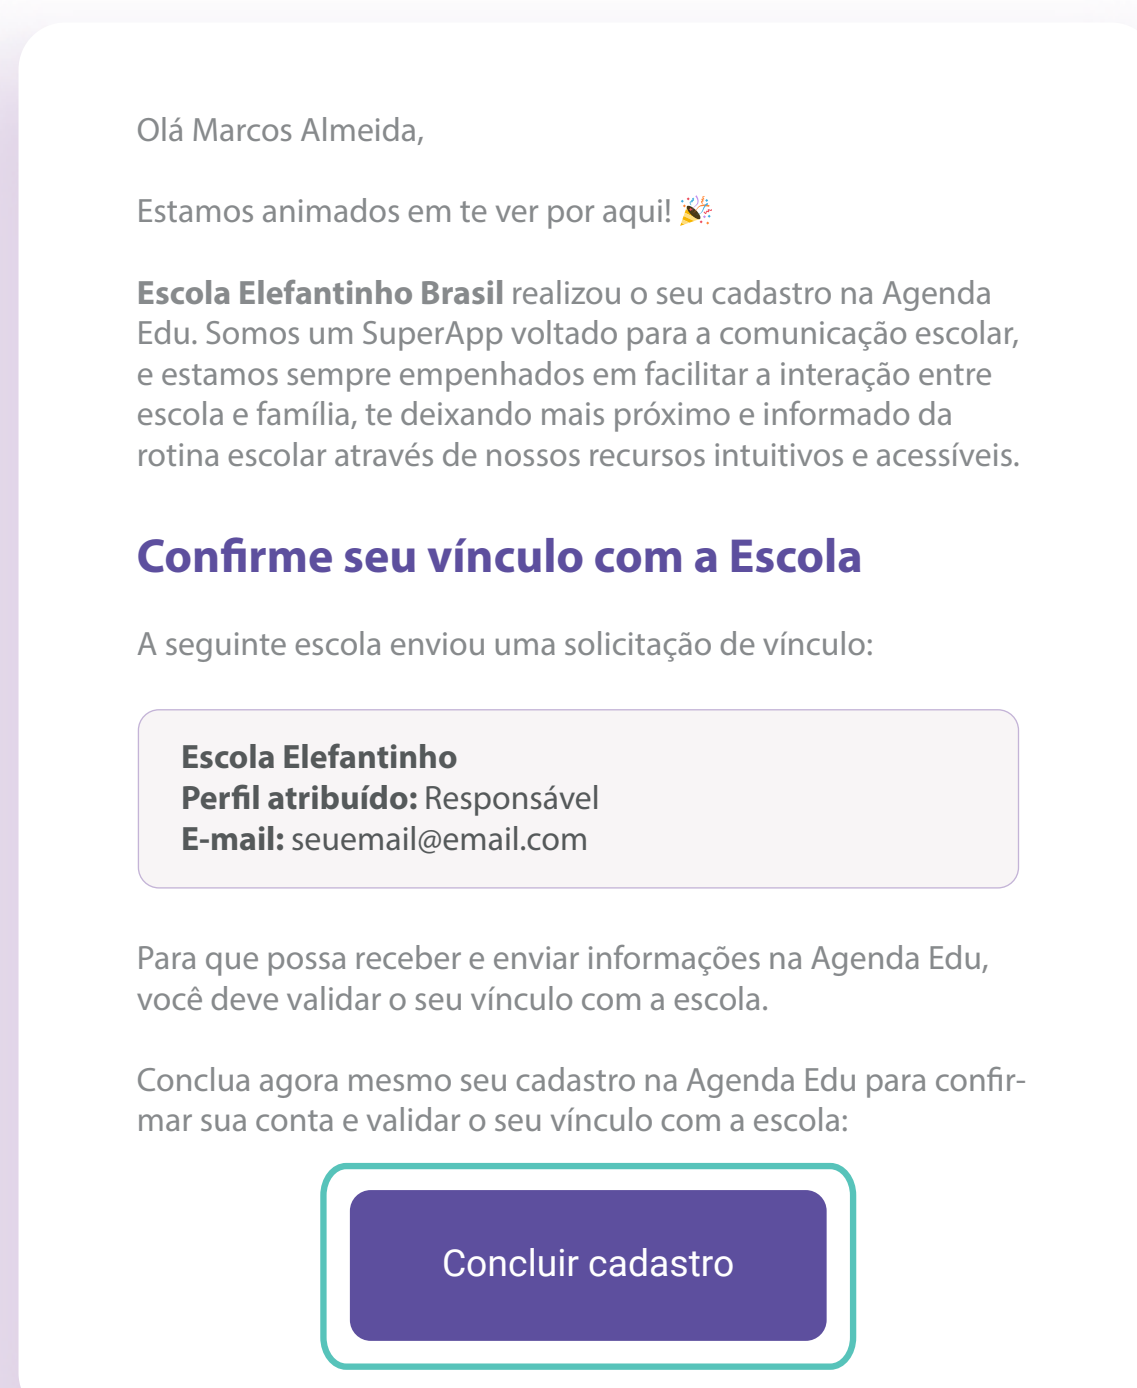 Olá Marcos Almeida,
Estamos animados em te ver por aqui! 🎉
Escola Elefantinho Brasil realizou o seu cadastro na Agenda
Edu. Somos um SuperApp voltado para a comunicação escolar,
e estamos sempre empenhados em facilitar a interação entre
escola e família, te deixando mais próximo e informado da
rotina escolar através de nossos recursos intuitivos e acessíveis.
Confirme seu vínculo com a Escola
A seguinte escola enviou uma solicitação de vínculo:
Escola Elefantinho
Perfil atribuído: Responsável
E-mail: seuemail@email.com
Para que possa receber e enviar informações na Agenda Edu,
você deve validar o seu vínculo com a escola.
Conclua agora mesmo seu cadastro na Agenda Edu para confir-
mar sua conta e validar o seu vínculo com a escola:
Concluir cadastro